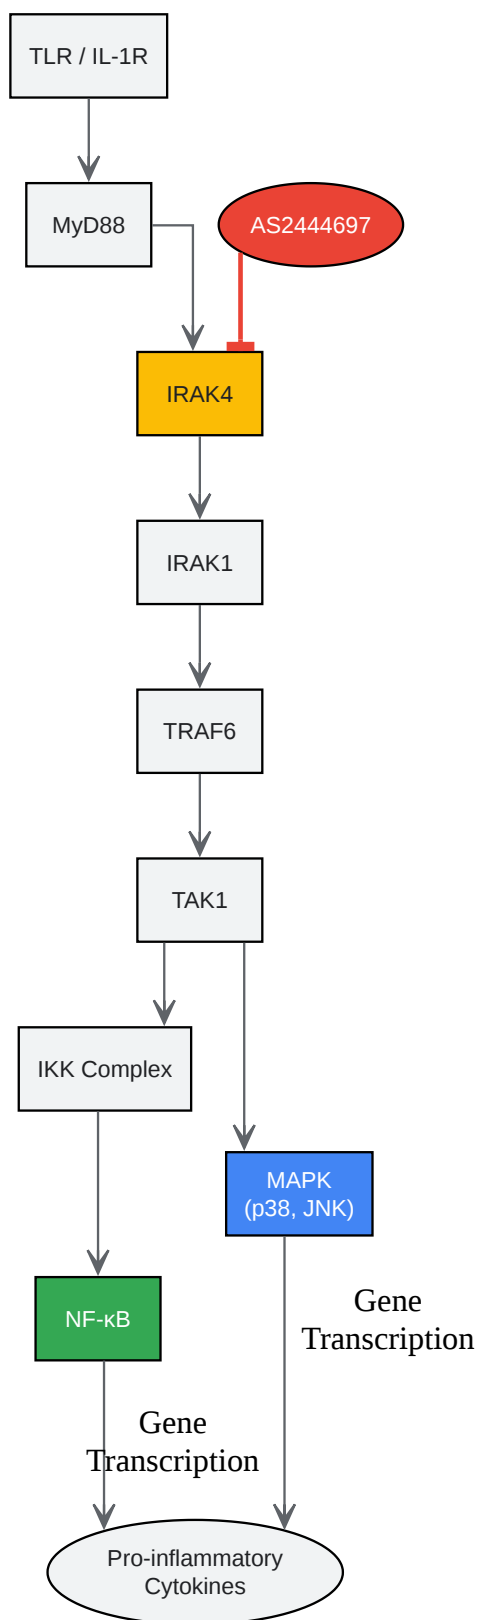 TLR / IL-1R
MyD88
AS2444697
IRAK4
IRAK1
TRAF6
TAK1
IKK Complex
MAPK
(p38, JNK)
NF-κB
Gene
Transcription
Gene
Transcription
Pro-inflammatory
Cytokines